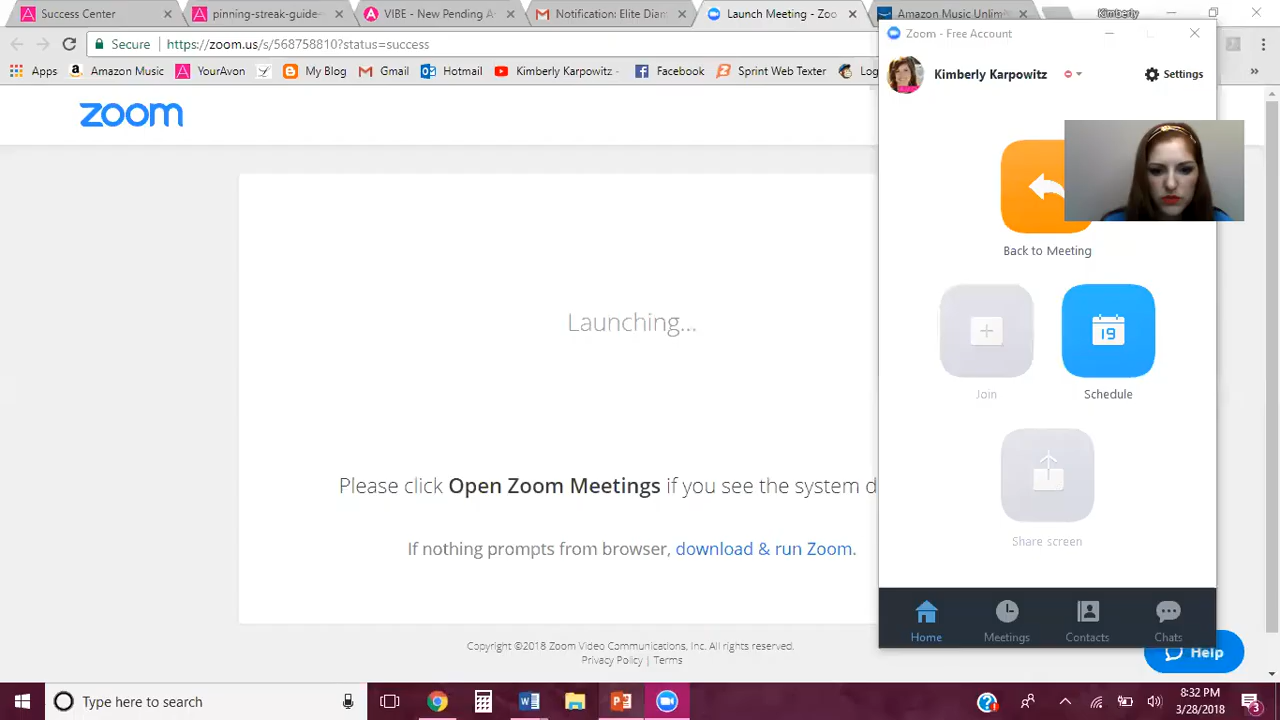 Success Center
pinning-streak-guide
VIBE - New Vending A
Notification: Elite Diam
Launch Meeting - Zoo
Amazon Music Unlim
Kimberly
Secure
https://zoom.us/s/568756810?status=success
Apps
Amazon Music
YouAvon
My Blog
Gmail
Hotmail
Kimberly Karpowitz'
Facebook
Sprint Web Texter
Log
»
zoom
Launching...
Please click Open Zoom Meetings if you see the system d
If nothing prompts from browser, download & run Zoom.
Copyright ©2018 Zoom Video Communications, Inc. All rights reserved.
Privacy Policy | Terms
Zoom - Free Account
Kimberly Karpowitz
Settings
Back to Meeting
19
Join
Schedule
Share screen
Home
Meetings
Contacts
Chats
Help
Type here to search
8:32 PM
3/28/2018
3